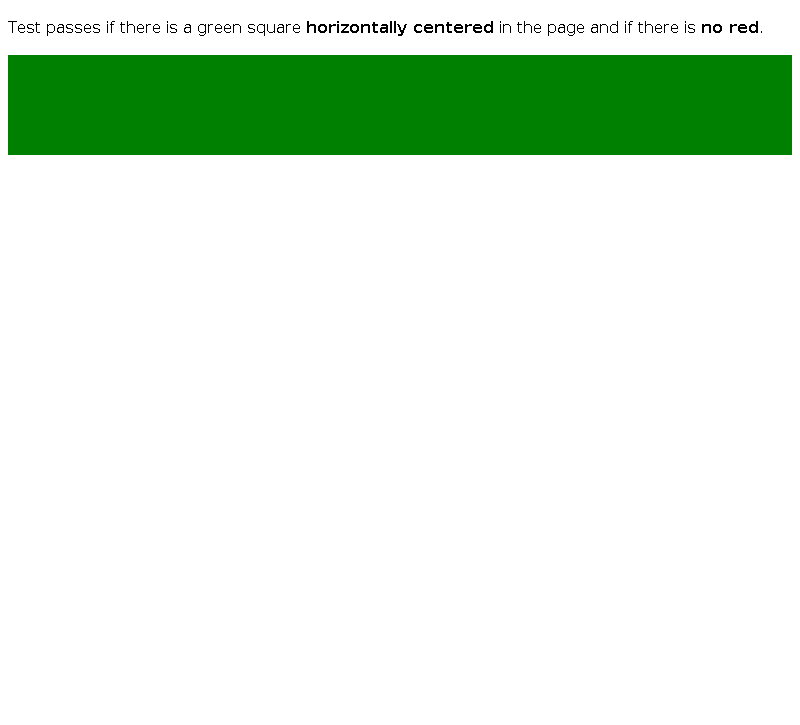 Test passes if there is a green square horizontally centered in the page and if there is no red.